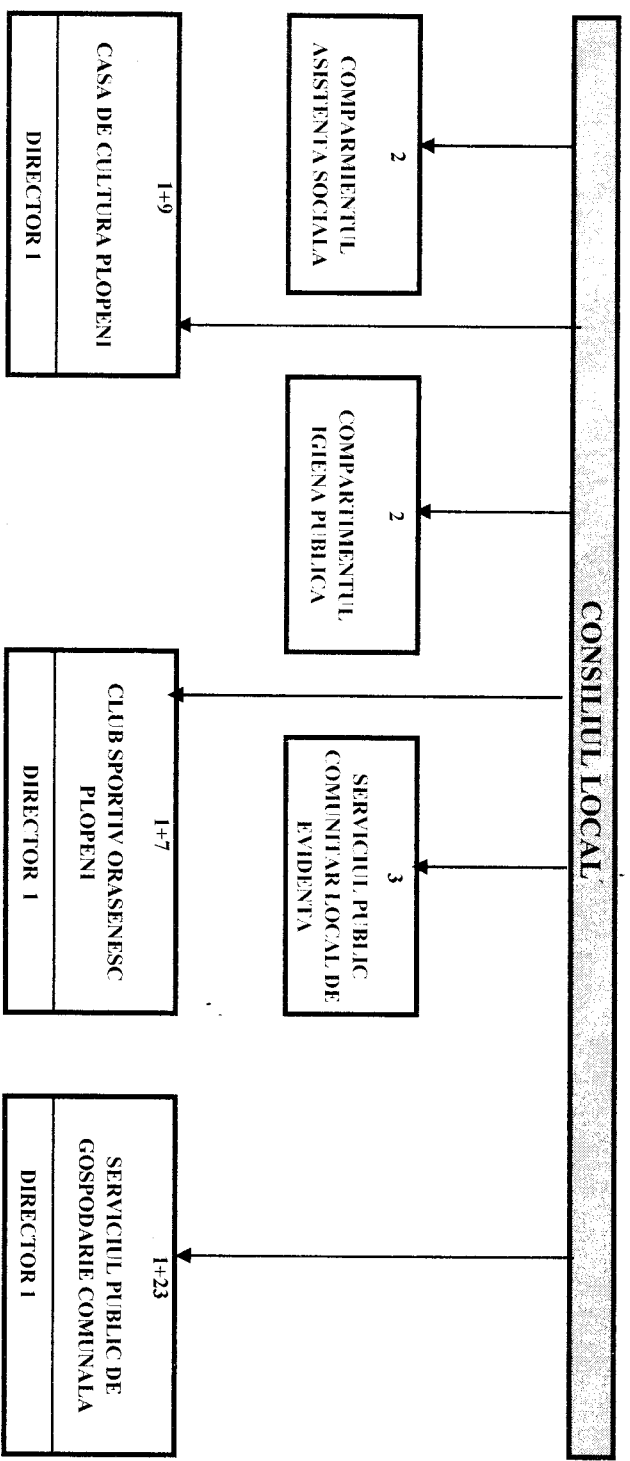 CONSILIUL LOCAL
2
COMPARMIENTUL
ASISTENTA SOCIALA
2
COMPARTIMENTUL
IGIENA PUBLICA
3
SERVICIUL PUBLIC
COMUNITAR LOCAL DE
EVIDENTA
1+9
CASA DE CULTURA PLOPENI
DIRECTOR 1
1+7
CLUB SPORTIV ORASENESC
PLOPENI
DIRECTOR 1
1+23
SERVICIUL PUBLIC DE
GOSPODARIE COMUNALA
DIRECTOR 1